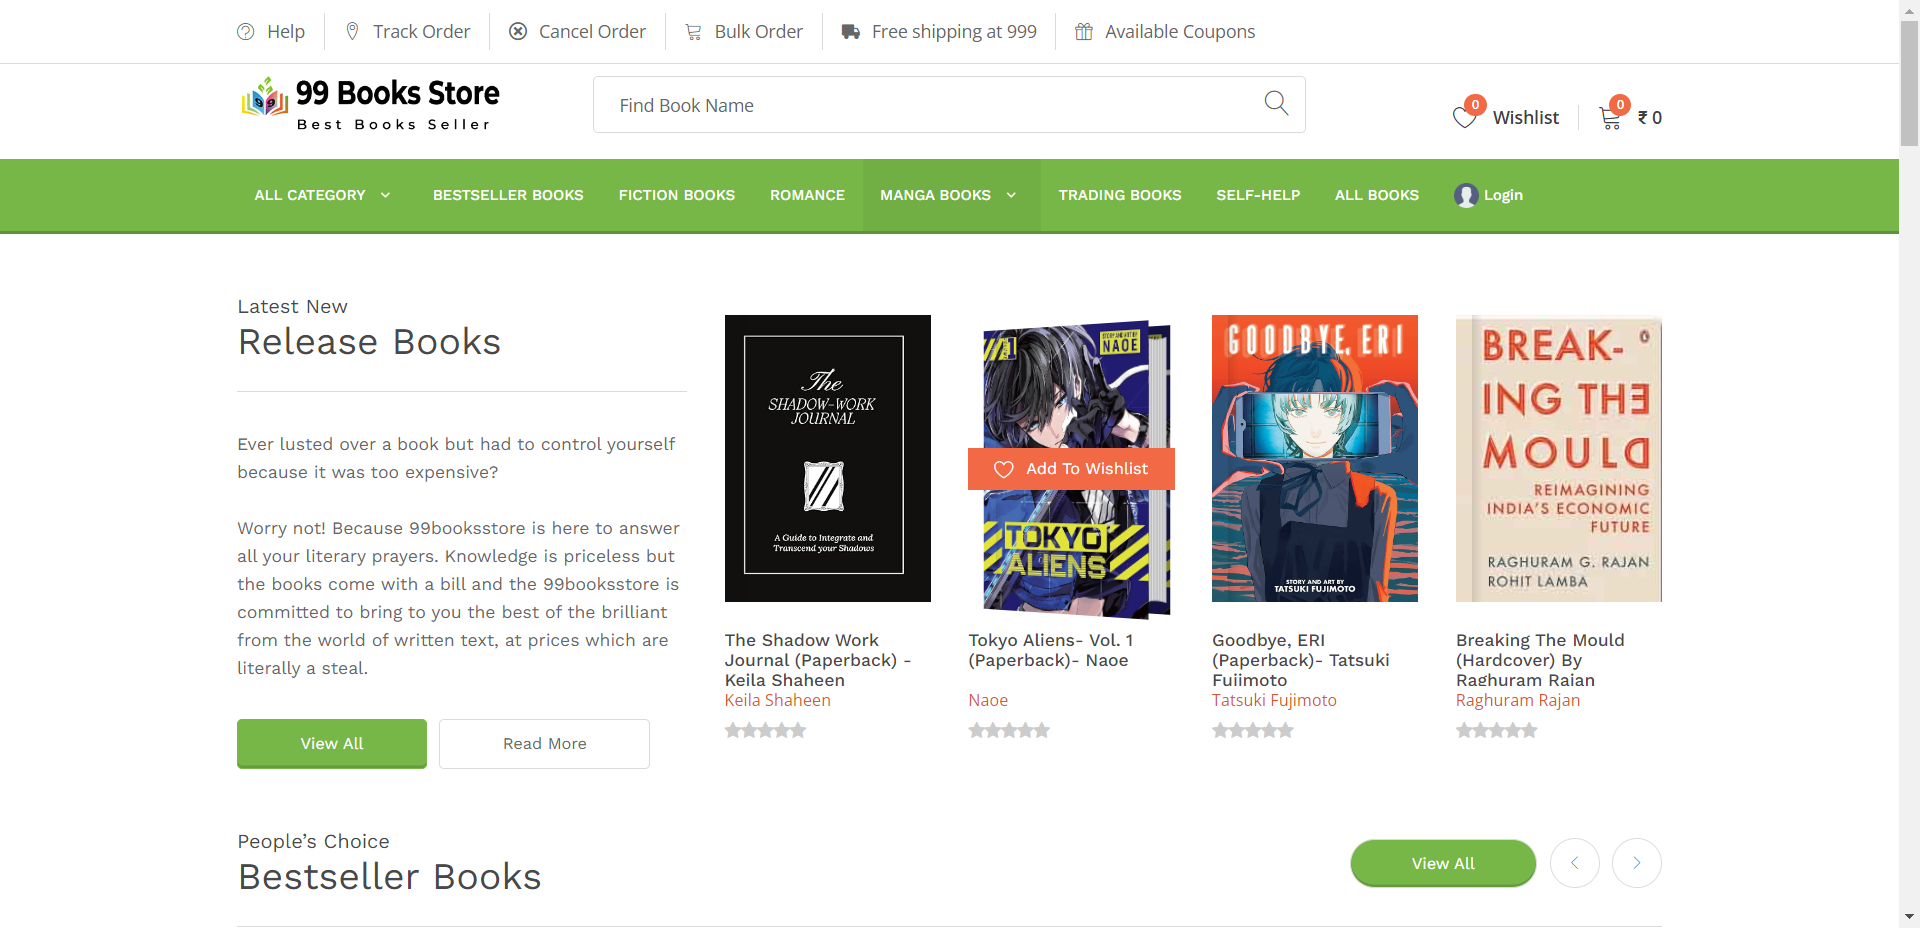 Help
Track Order
Cancel Order
Bulk Order
Free shipping at 999
Available Coupons
99 Books Store
Best Books Seller
Find Book Name
0
Wishlist
0
₹ 0
ALL CATEGORY
BESTSELLER BOOKS
FICTION BOOKS
ROMANCE
MANGA BOOKS
TRADING BOOKS
SELF-HELP
ALL BOOKS
Login
Latest New
Release Books
Ever lusted over a book but had to control yourself
because it was too expensive?
Worry not! Because 99booksstore is here to answer
all your literary prayers. Knowledge is priceless but
the books come with a bill and the 99booksstore is
committed to bring to you the best of the brilliant
from the world of written text, at prices which are
literally a steal.
View All
Read More
The
SHADOW-WORK
JOURNAL
A Guide to Integrate and
Transcend your Shadows
The Shadow Work
Journal (Paperback) -
Keila Shaheen
Keila Shaheen
1
STORY AND ART BY
NAOE
Add To Wishlist
TOKYO
ALIENS
Tokyo Aliens- Vol. 1
(Paperback)- Naoe
Naoe
GOODBYE, ERI
STORY AND ART BY
TATSUKI FUJIMOTO
Goodbye, ERI
(Paperback)- Tatsuki
Fujimoto
Tatsuki Fujimoto
BREAK-
ING THE
MOULD
REIMAGINING
INDIA'S ECONOMIC
FUTURE
RAGHURAM G. RAJAN
ROHIT LAMBA
Breaking The Mould
(Hardcover) By
Raghuram Rajan
Raghuram Rajan
People's Choice
Bestseller Books
View All